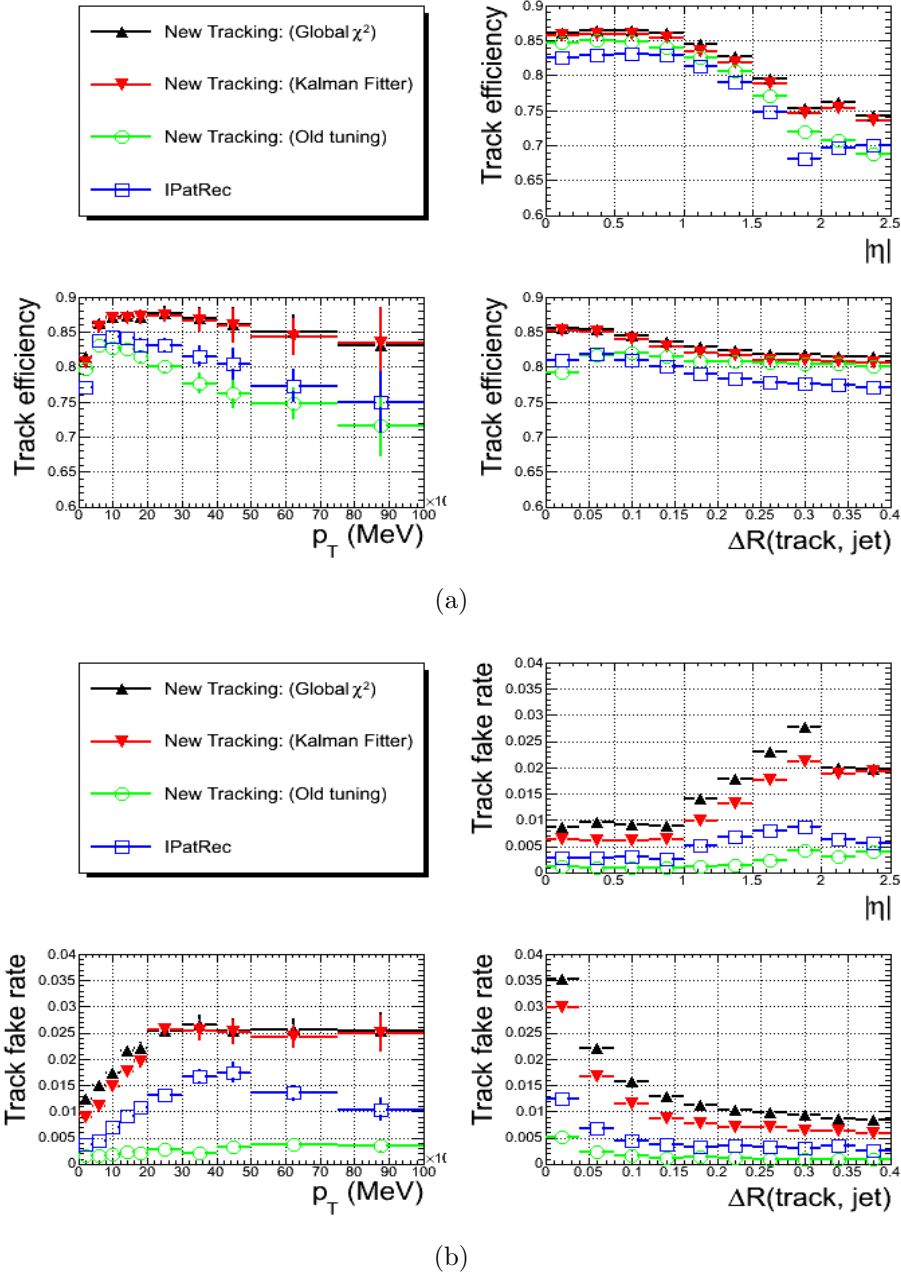 New Tracking: (Global χ²)
New Tracking: (Kalman Fitter)
New Tracking: (Old tuning)
IPatRec
Track efficiency
0.9
0.85
0.8
0.75
0.7
0.65
0.6
0 0.5 1 1.5 2 2.5
|η|
Track efficiency
0.9
0.85
0.8
0.75
0.7
0.65
0.6
0 10 20 30 40 50 60 70 80 90 100
p_T (MeV)
Track efficiency
0.9
0.85
0.8
0.75
0.7
0.65
0.6
0 0.05 0.1 0.15 0.2 0.25 0.3 0.35 0.4
ΔR(track, jet)
(a)
New Tracking: (Global χ²)
New Tracking: (Kalman Fitter)
New Tracking: (Old tuning)
IPatRec
Track fake rate
0.04
0.035
0.03
0.025
0.02
0.015
0.01
0.005
0
0 0.5 1 1.5 2 2.5
|η|
Track fake rate
0.04
0.035
0.03
0.025
0.02
0.015
0.01
0.005
0
0 10 20 30 40 50 60 70 80 90 100
p_T (MeV)
Track fake rate
0.04
0.035
0.03
0.025
0.02
0.015
0.01
0.005
0
0 0.05 0.1 0.15 0.2 0.25 0.3 0.35 0.4
ΔR(track, jet)
(b)